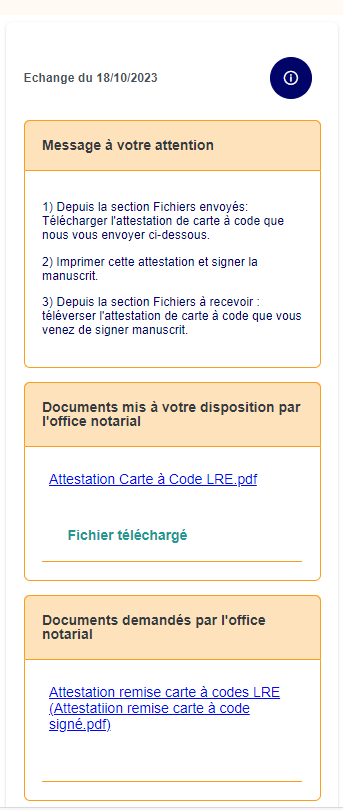 Echange du 18/10/2023
Message à votre attention
1) Depuis la section Fichiers envoyés:
Télécharger l'attestation de carte à code que
nous vous envoyer ci-dessous.
2) Imprimer cette attestation et signer la
manuscrit.
3) Depuis la section Fichiers à recevoir :
téléverser l'attestation de carte à code que vous
venez de signer manuscrit.
Documents mis à votre disposition par
l'office notarial
Attestation Carte à Code LRE.pdf
Fichier téléchargé
Documents demandés par l'office
notarial
Attestation remise carte à codes LRE
(Attestatiion remise carte à code
signé.pdf)